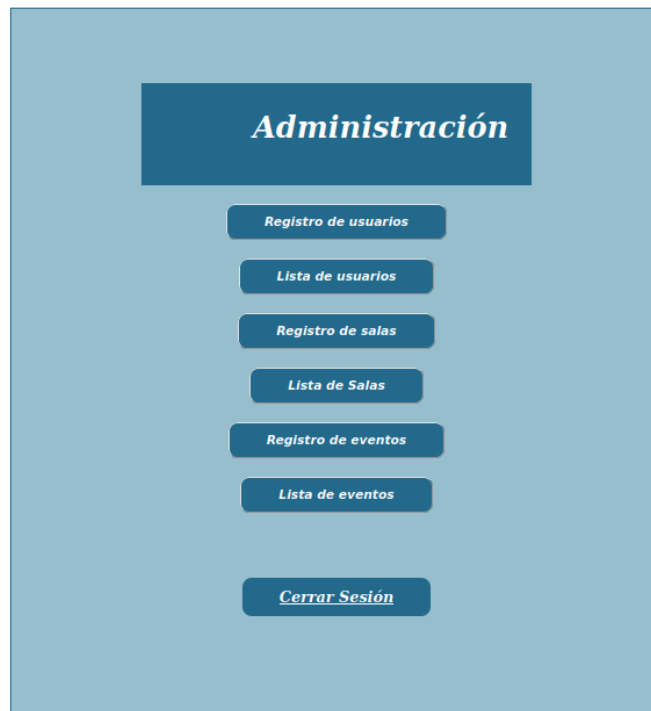 Administración
Registro de usuarios
Lista de usuarios
Registro de salas
Lista de Salas
Registro de eventos
Lista de eventos
Cerrar Sesión